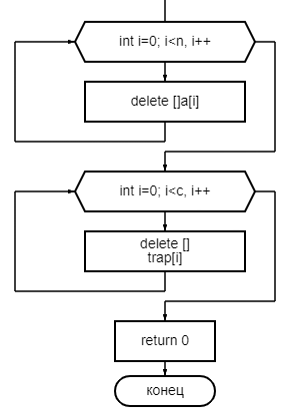 int i=0; i<n, i++
delete []a[i]
int i=0; i<c, i++
delete []
trap[i]
return 0
конец